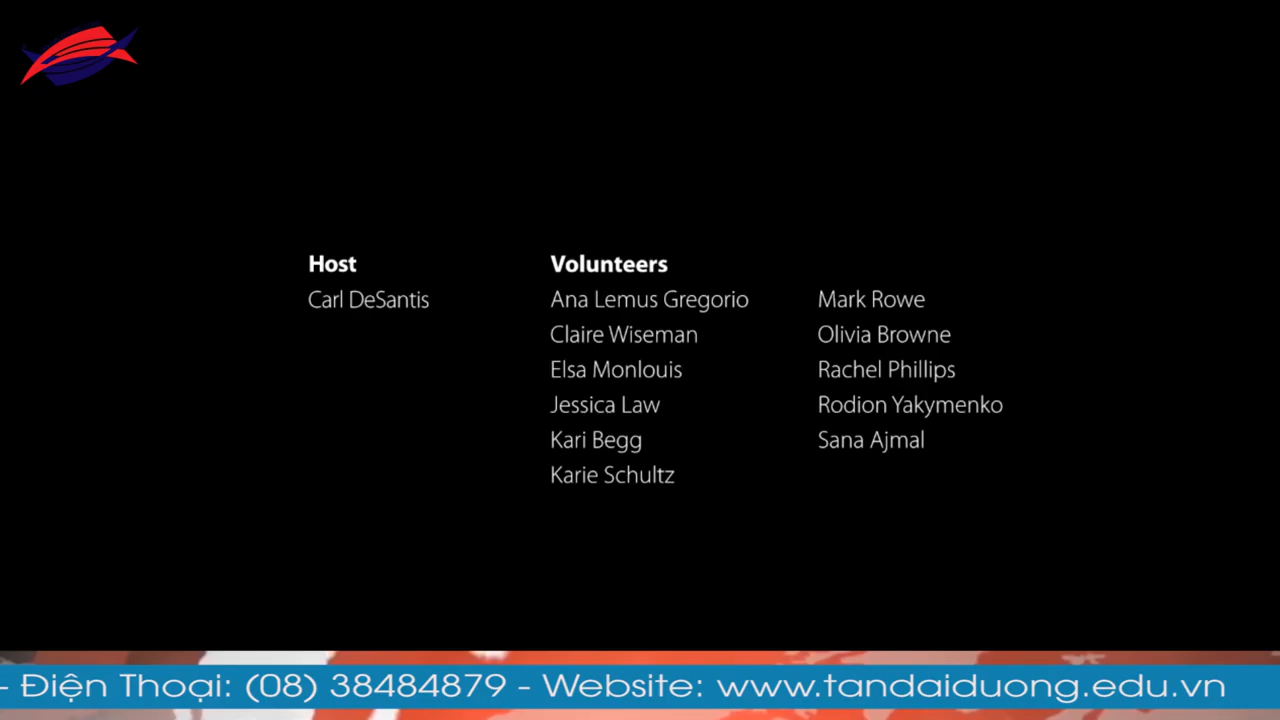 Host
Carl DeSantis
Volunteers
Ana Lemus Gregorio
Claire Wiseman
Elsa Monlouis
Jessica Law
Kari Begg
Karie Schultz
Mark Rowe
Olivia Browne
Rachel Phillips
Rodion Yakymenko
Sana Ajmal
- Điện Thoại: (08) 38484879 - Website: www.tandaiduong.edu.vn